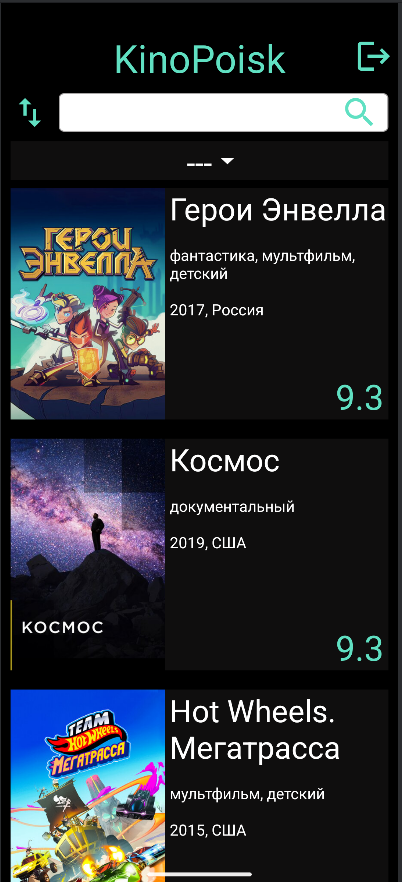 KinoPoisk
---
ГЕРОИ
ЭНВЕЛЛА
Герои Энвелла
фантастика, мультфильм,
детский
2017, Россия
9.3
КОСМОС
Космос
документальный
2019, США
9.3
TEAM
HOT WHEELS
МЕГАТРАССА
Hot Wheels.
Мегатрасса
мультфильм, детский
2015, США